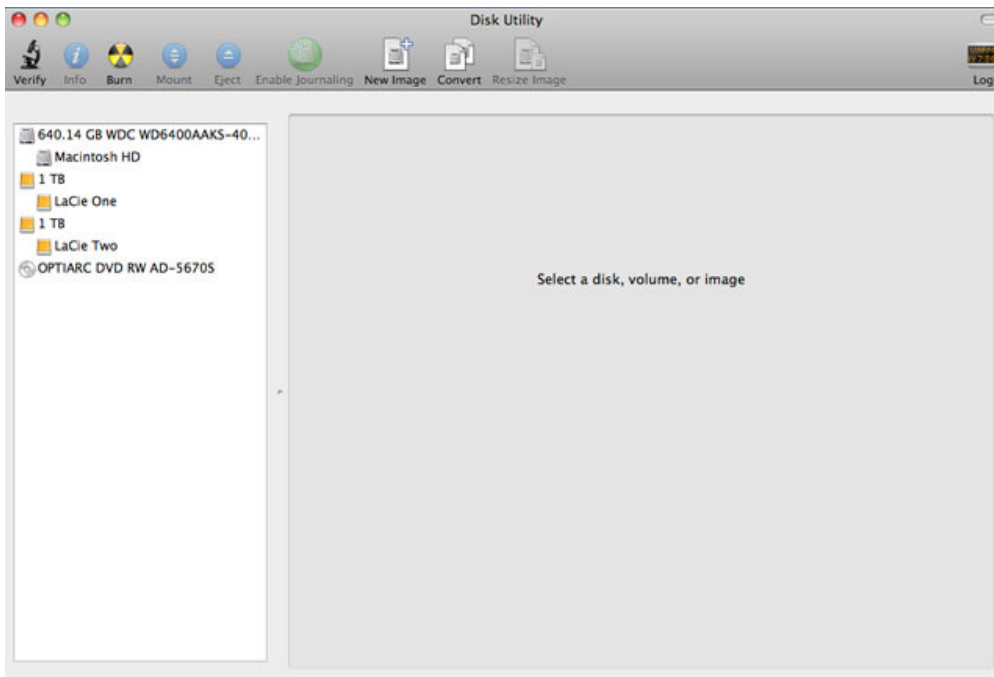 Disk Utility
Verify Info Burn Mount Eject Enable Journaling New Image Convert Resize Image Log
640.14 GB WDC WD6400AAKS-40...
Macintosh HD
1 TB
LaCie One
1 TB
LaCie Two
OPTIARC DVD RW AD-5670S
Select a disk, volume, or image